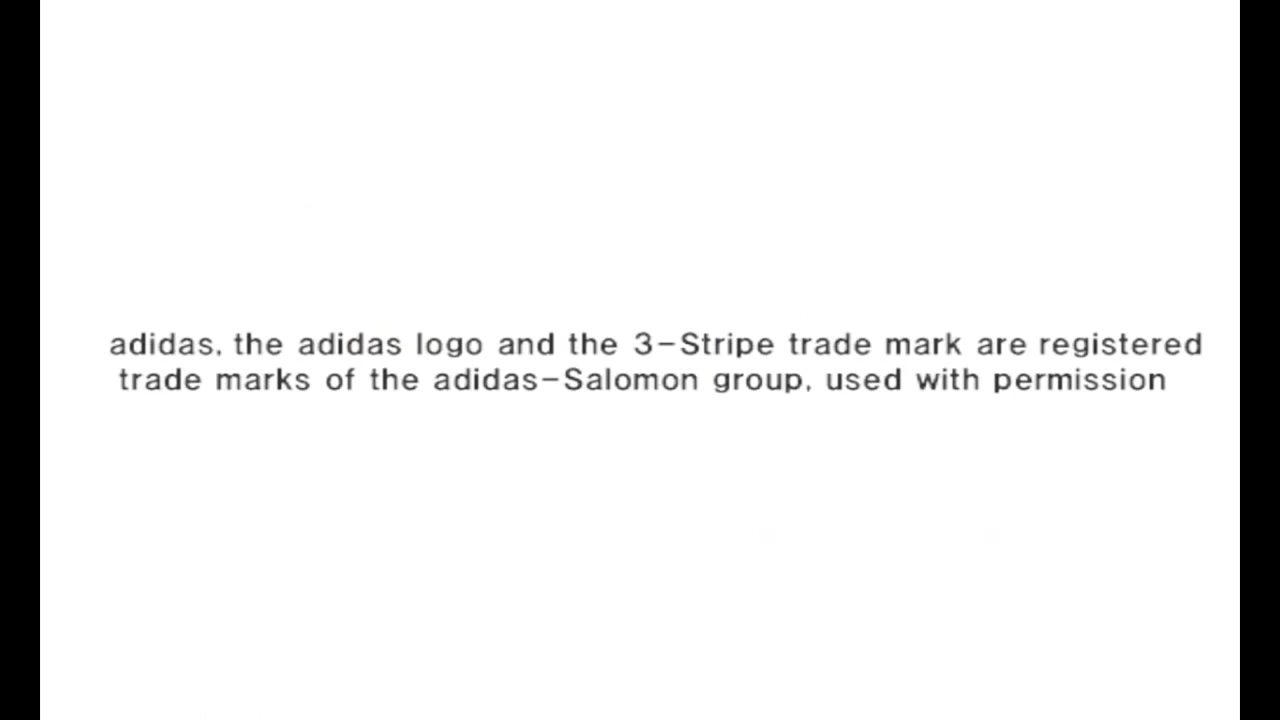 adidas, the adidas logo and the 3-Stripe trade mark are registered
trade marks of the adidas-Salomon group, used with permission